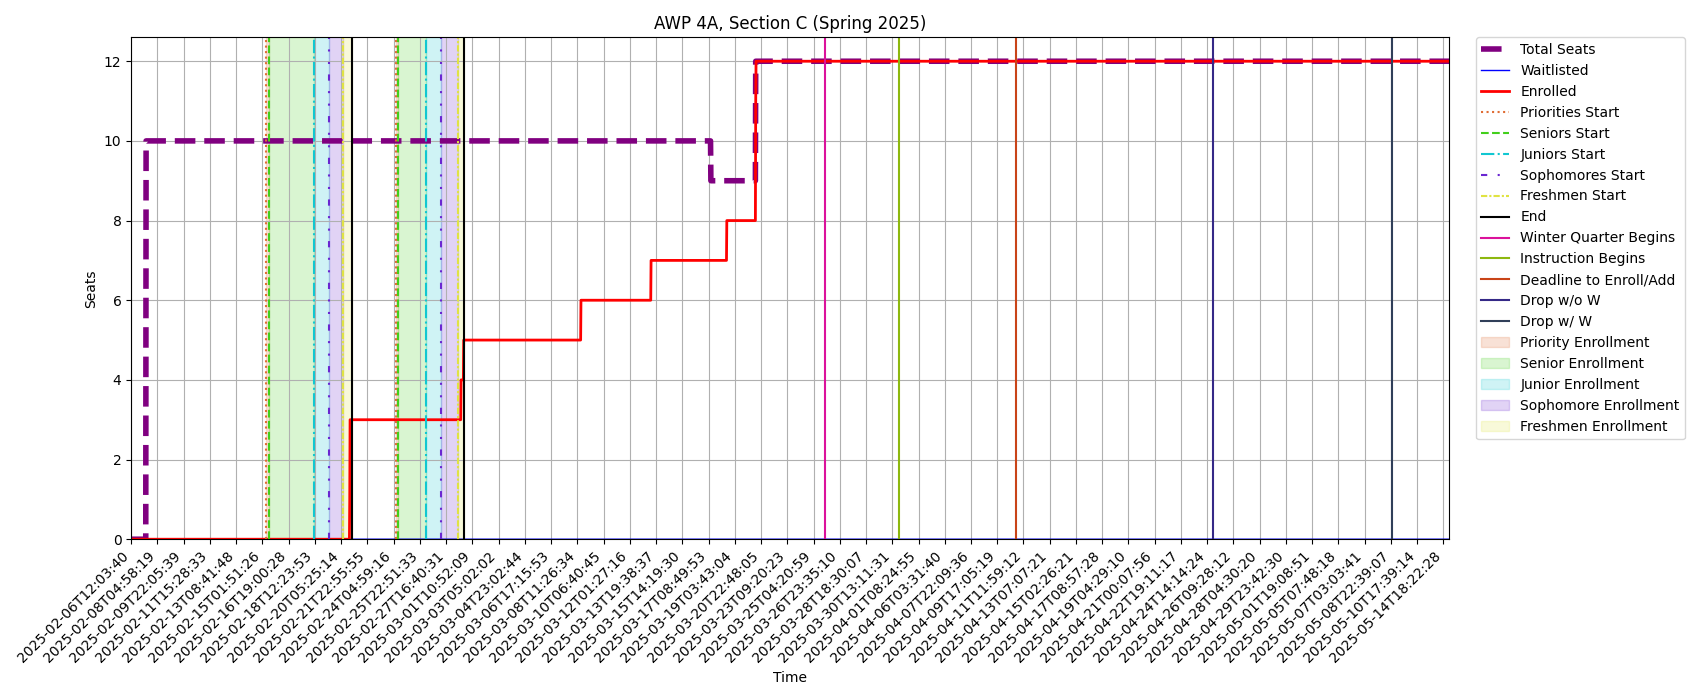 AWP 4A, Section C (Spring 2025)
Seats
12
10
8
6
4
2
0
2025-02-06T12:03:40
2025-02-08T04:58:19
2025-02-09T22:05:39
2025-02-11T15:28:33
2025-02-13T08:41:48
2025-02-15T01:51:26
2025-02-16T19:00:28
2025-02-18T12:23:53
2025-02-20T05:25:14
2025-02-21T22:55:55
2025-02-24T04:59:16
2025-02-25T22:51:33
2025-02-27T16:40:31
2025-03-01T10:52:09
2025-03-03T05:02:02
2025-03-04T23:02:44
2025-03-06T17:15:53
2025-03-08T11:26:34
2025-03-10T06:40:45
2025-03-12T01:27:16
2025-03-13T19:38:37
2025-03-15T14:19:30
2025-03-17T08:49:53
2025-03-19T03:43:04
2025-03-20T22:48:05
2025-03-23T09:20:23
2025-03-25T04:20:59
2025-03-26T23:35:10
2025-03-28T18:30:07
2025-03-30T13:11:31
2025-04-01T08:24:55
2025-04-06T03:31:40
2025-04-07T22:09:36
2025-04-09T17:05:19
2025-04-11T11:59:12
2025-04-13T07:07:21
2025-04-15T02:26:21
2025-04-17T08:57:28
2025-04-19T04:29:10
2025-04-21T00:07:56
2025-04-22T19:11:17
2025-04-24T14:14:24
2025-04-26T09:28:12
2025-04-28T04:30:20
2025-04-29T23:42:30
2025-05-01T19:08:51
2025-05-05T07:48:18
2025-05-07T03:03:41
2025-05-08T22:39:07
2025-05-10T17:39:14
2025-05-14T18:22:28
Time
Total Seats
Waitlisted
Enrolled
Priorities Start
Seniors Start
Juniors Start
Sophomores Start
Freshmen Start
End
Winter Quarter Begins
Instruction Begins
Deadline to Enroll/Add
Drop w/o W
Drop w/ W
Priority Enrollment
Senior Enrollment
Junior Enrollment
Sophomore Enrollment
Freshmen Enrollment